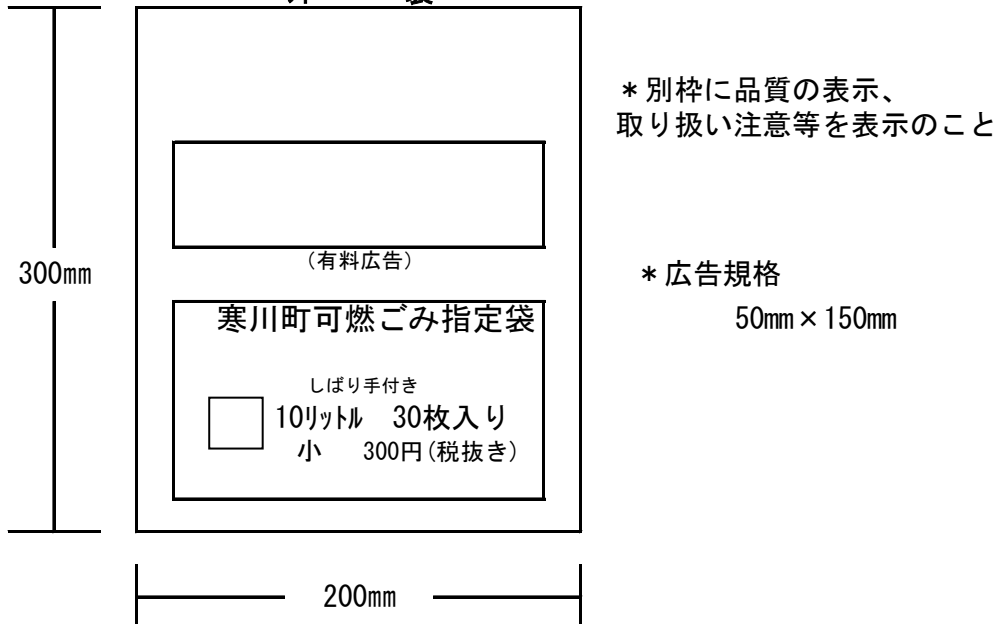 ＊別枠に品質の表示、
取り扱い注意等を表示のこと
(有料広告)
300mm
＊広告規格
50mm×150mm
寒川町可燃ごみ指定袋
しばり手付き
10リットル 30枚入り
小 300円(税抜き)
200mm